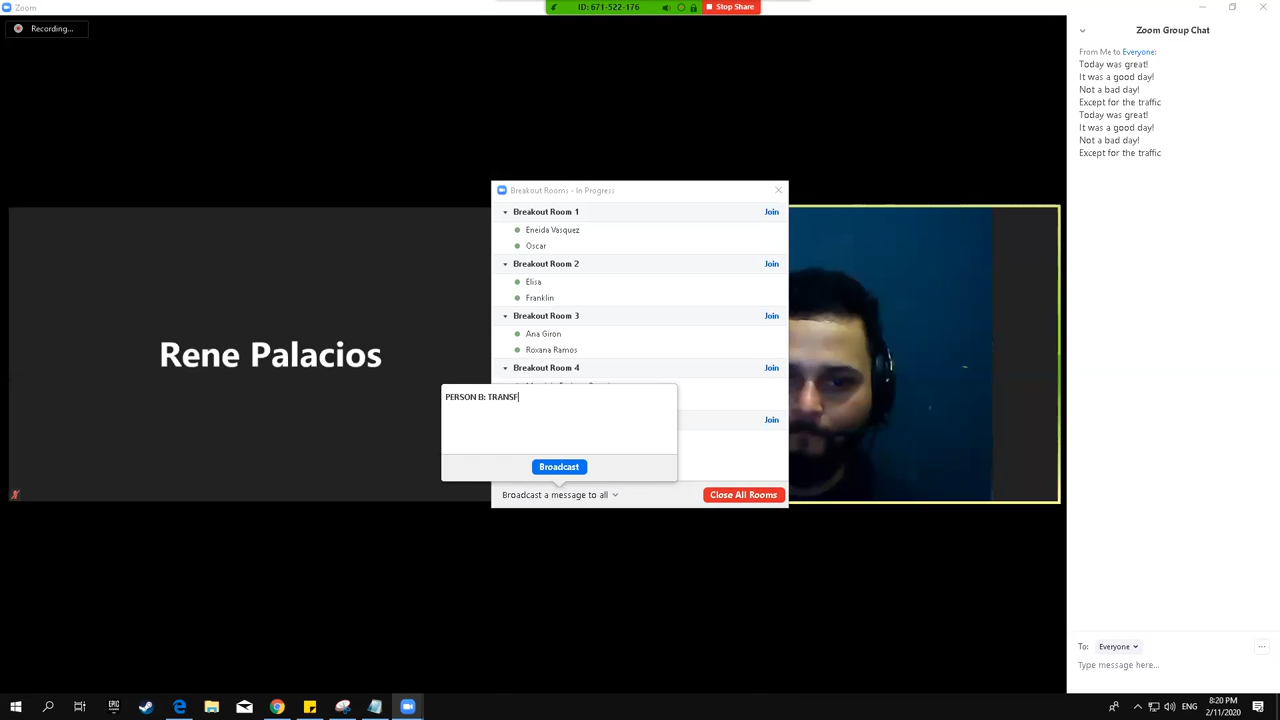 Zoom
ID: 671-522-176
Stop Share
Recording...
Zoom Group Chat
From Me to Everyone:
Today was great!
It was a good day!
Not a bad day!
Except for the traffic
Today was great!
It was a good day!
Not a bad day!
Except for the traffic
Breakout Rooms - In Progress
Breakout Room 1 Join
Eneida Vasquez
Oscar
Breakout Room 2 Join
Elisa
Franklin
Breakout Room 3 Join
Ana Giron
Roxana Ramos
Breakout Room 4 Join
Join
PERSON B: TRANSF
Broadcast
Broadcast a message to all
Close All Rooms
Rene Palacios
To: Everyone
Type message here...
EPIC
ENG
8:20 PM
2/11/2020